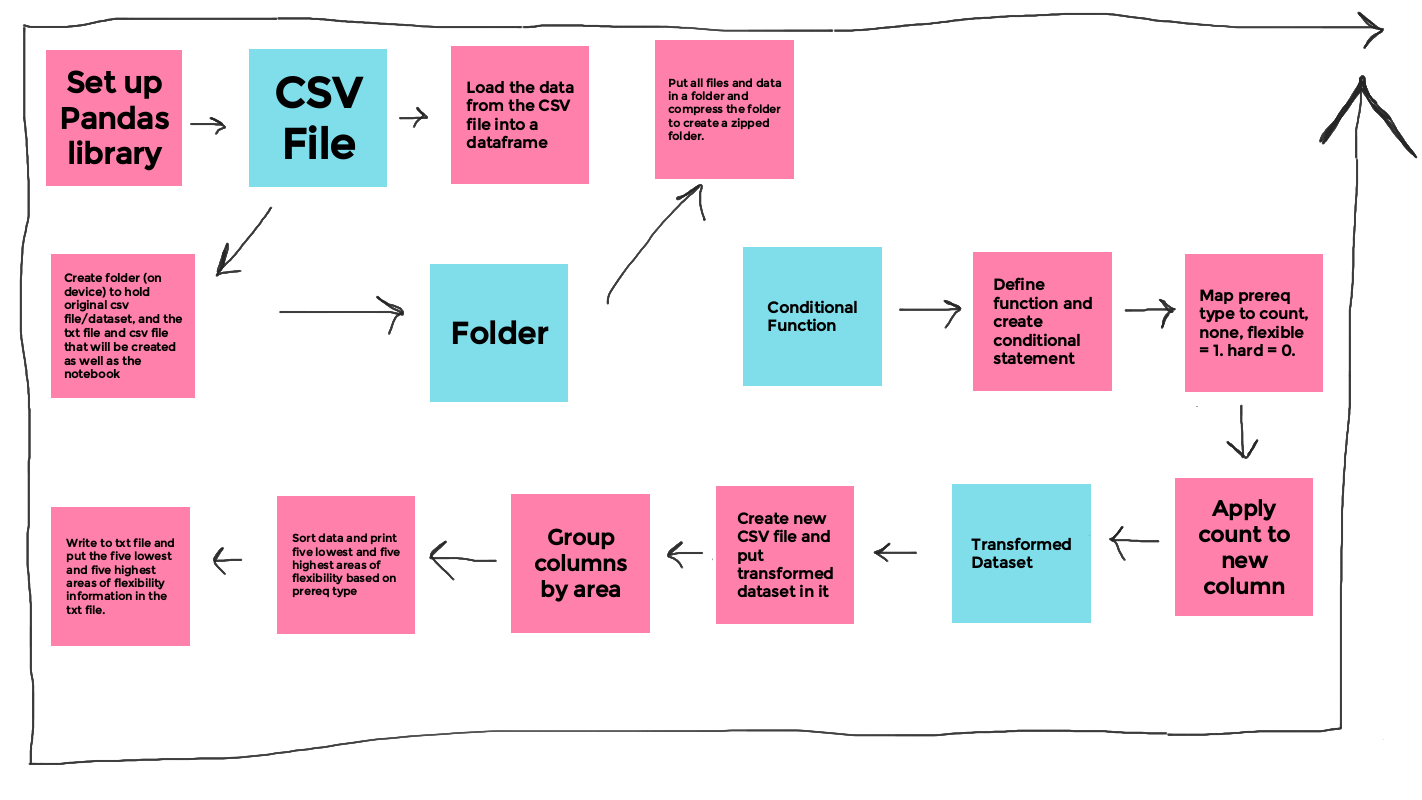 Set up
Pandas
library
CSV
File
Load the data
from the CSV
file into a
dataframe
Put all files and data
in a folder and
compress the folder
to create a zipped
folder.
Create folder (on
device) to hold
original csv
file/dataset, and the
txt file and csv file
that will be created
as well as the
notebook
Folder
Conditional
Function
Define
function and
create
conditional
statement
Map prereq
type to count,
none, flexible
= 1. hard = 0.
Apply
count to
new
column
Transformed
Dataset
Create new
CSV file and
put
transformed
dataset in it
Group
columns
by area
Sort data and print
five lowest and five
highest areas of
flexibility based on
prereq type
Write to txt file and
put the five lowest
and five highest
areas of flexibility
information in the
txt file.